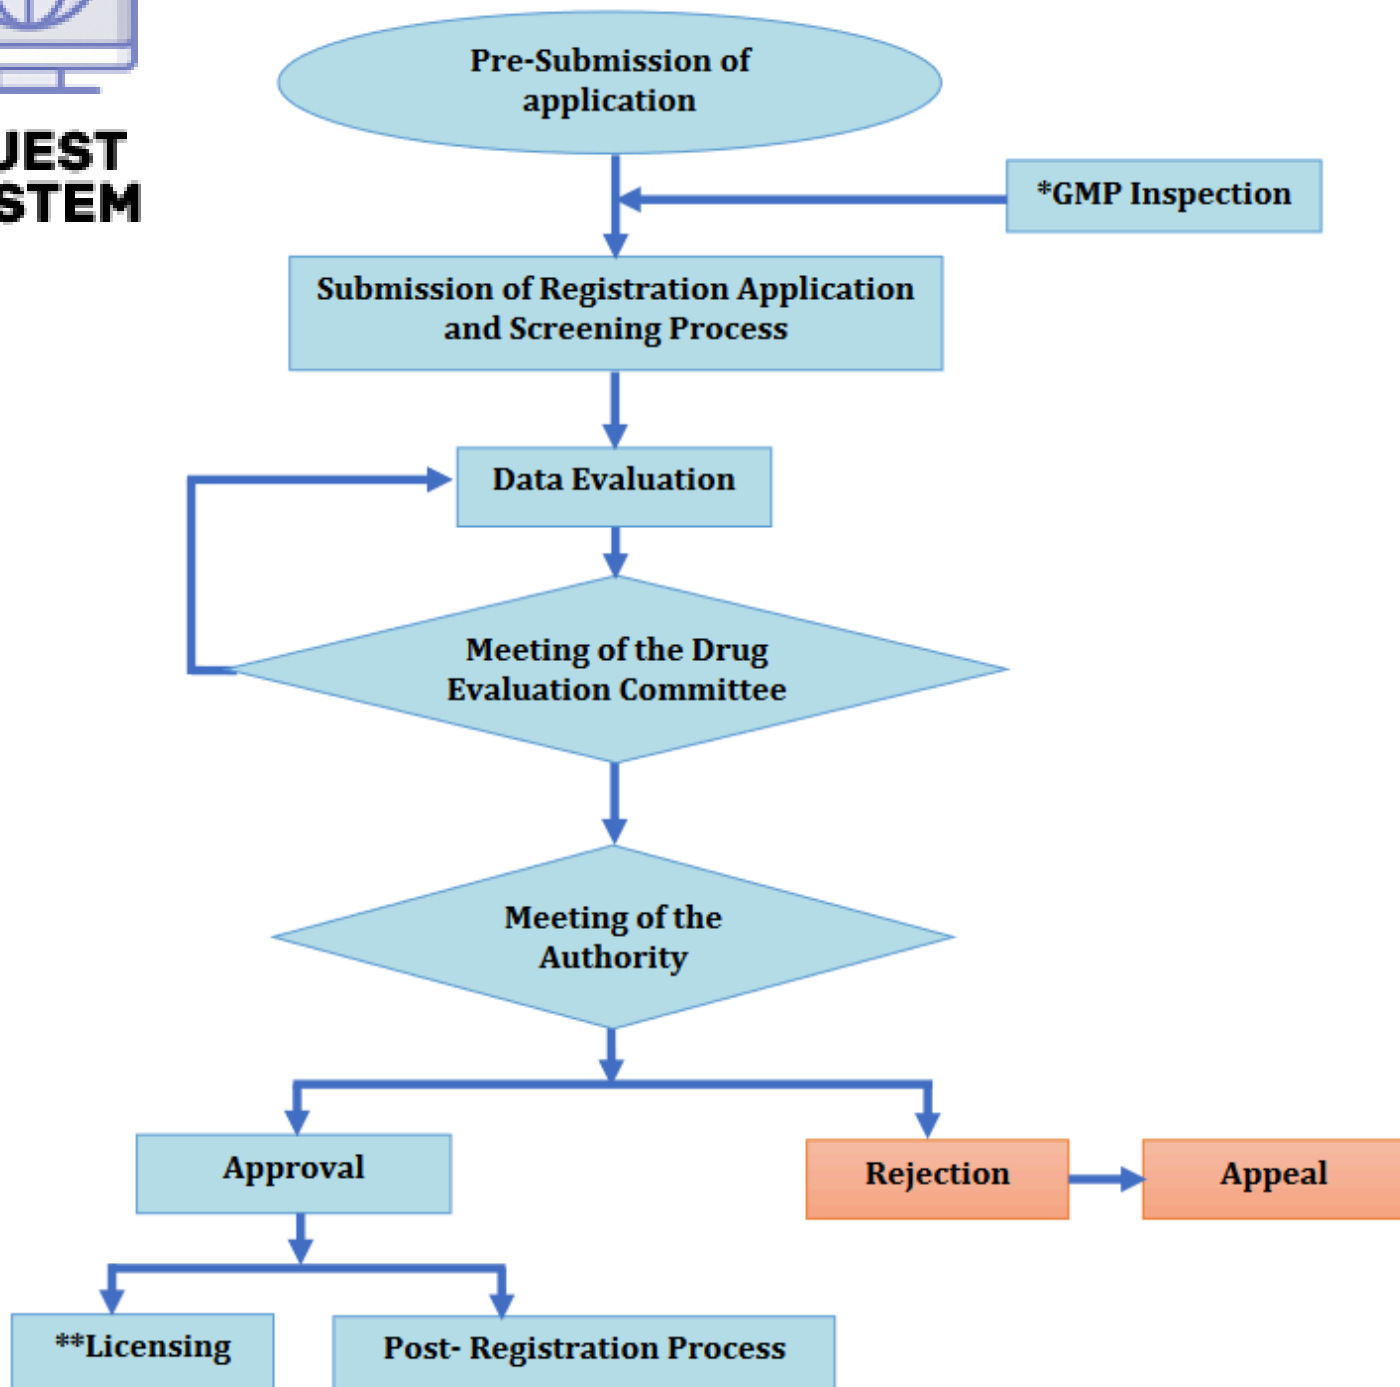 Pre-Submission of
application
UEST
STEM
*GMP Inspection
Submission of Registration Application
and Screening Process
Data Evaluation
Meeting of the Drug
Evaluation Committee
Meeting of the
Authority
Approval
Rejection
Appeal
**Licensing
Post- Registration Process